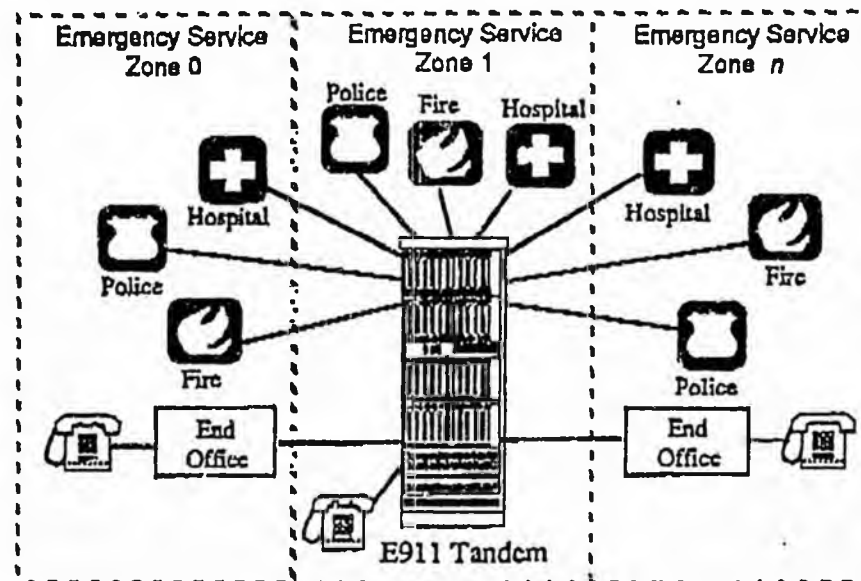 Emergency Service
Zone 0
Emergency Service
Zone 1
Emergency Service
Zone n
Police
Fire
Hospital
Hospital
Police
Fire
Hospital
Fire
Police
End
Office
End
Office
E911 Tandem